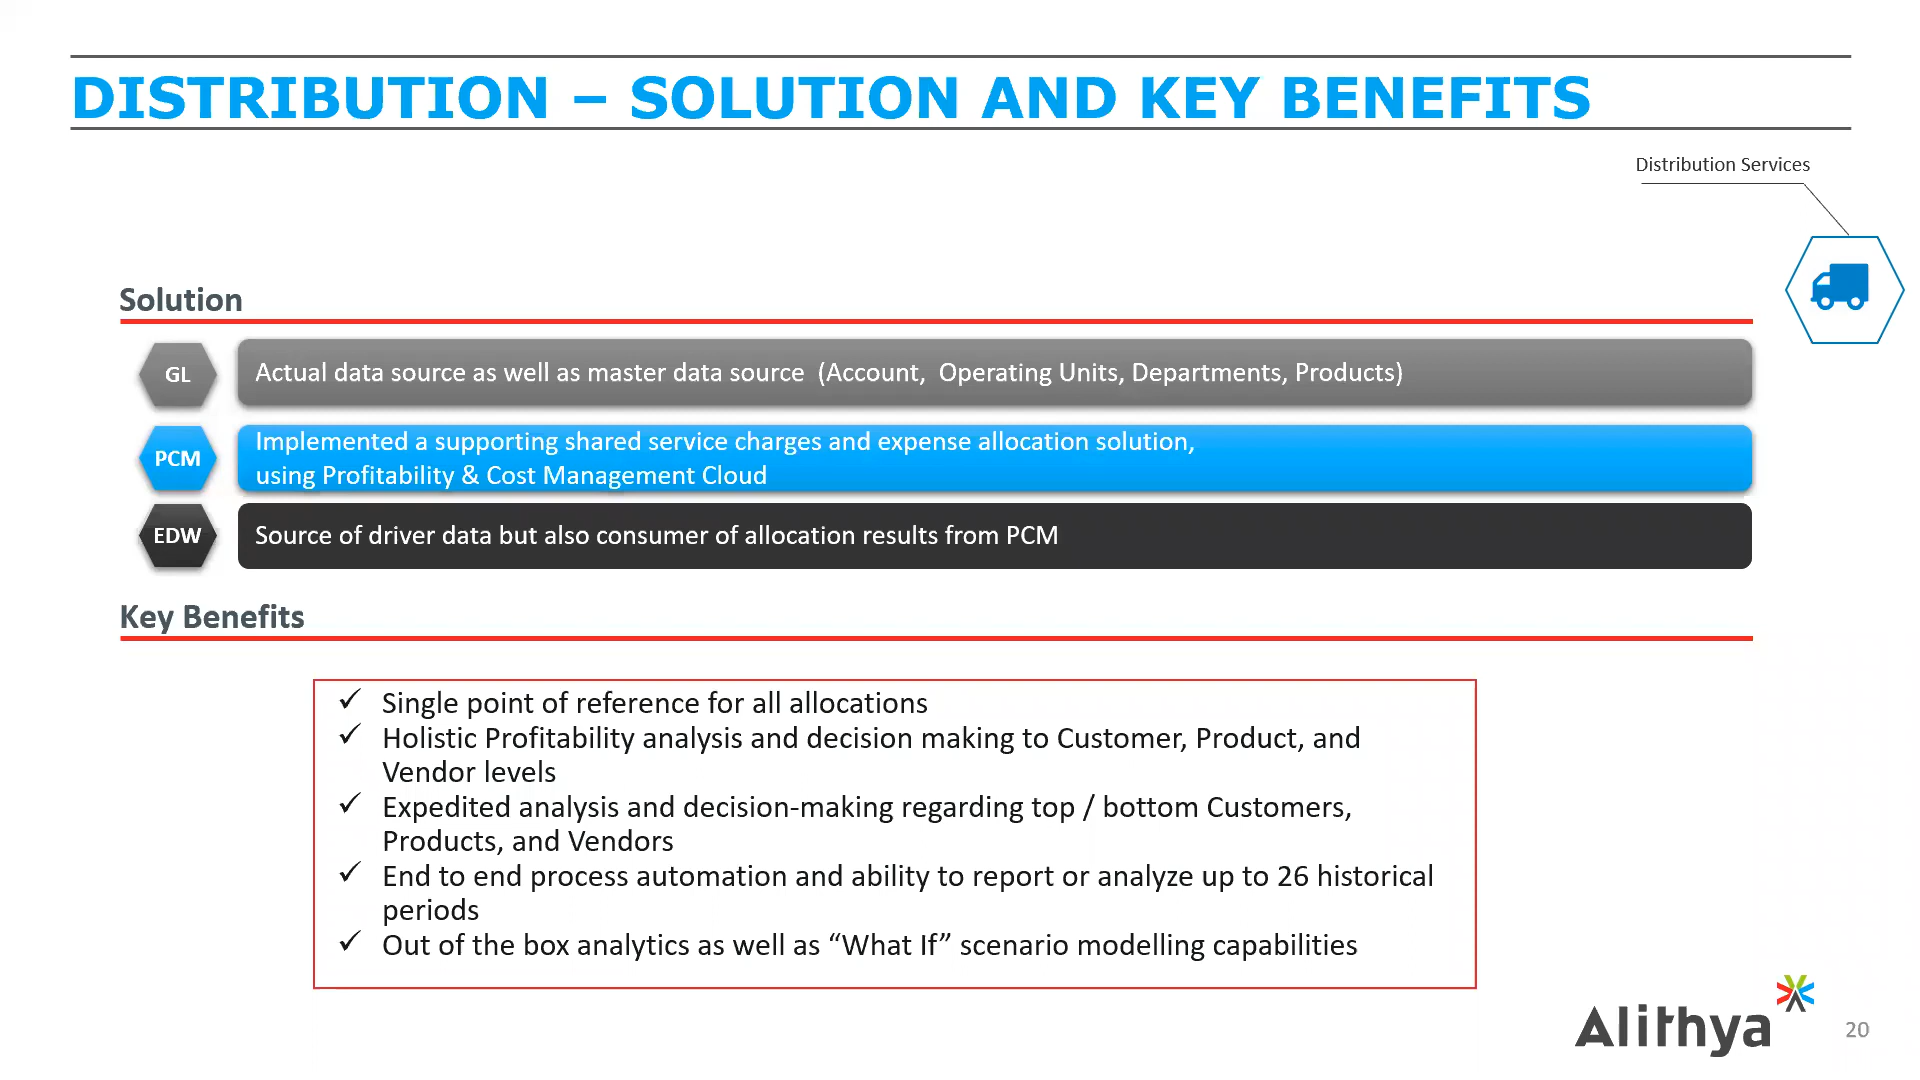 DISTRIBUTION – SOLUTION AND KEY BENEFITS
Distribution Services
Solution
GL
Actual data source as well as master data source  (Account,  Operating Units, Departments, Products)
PCM
Implemented a supporting shared service charges and expense allocation solution,
using Profitability & Cost Management Cloud
EDW
Source of driver data but also consumer of allocation results from PCM
Key Benefits
✓ Single point of reference for all allocations
✓ Holistic Profitability analysis and decision making to Customer, Product, and
Vendor levels
✓ Expedited analysis and decision-making regarding top / bottom Customers,
Products, and Vendors
✓ End to end process automation and ability to report or analyze up to 26 historical
periods
✓ Out of the box analytics as well as “What If” scenario modelling capabilities
Alithya
20